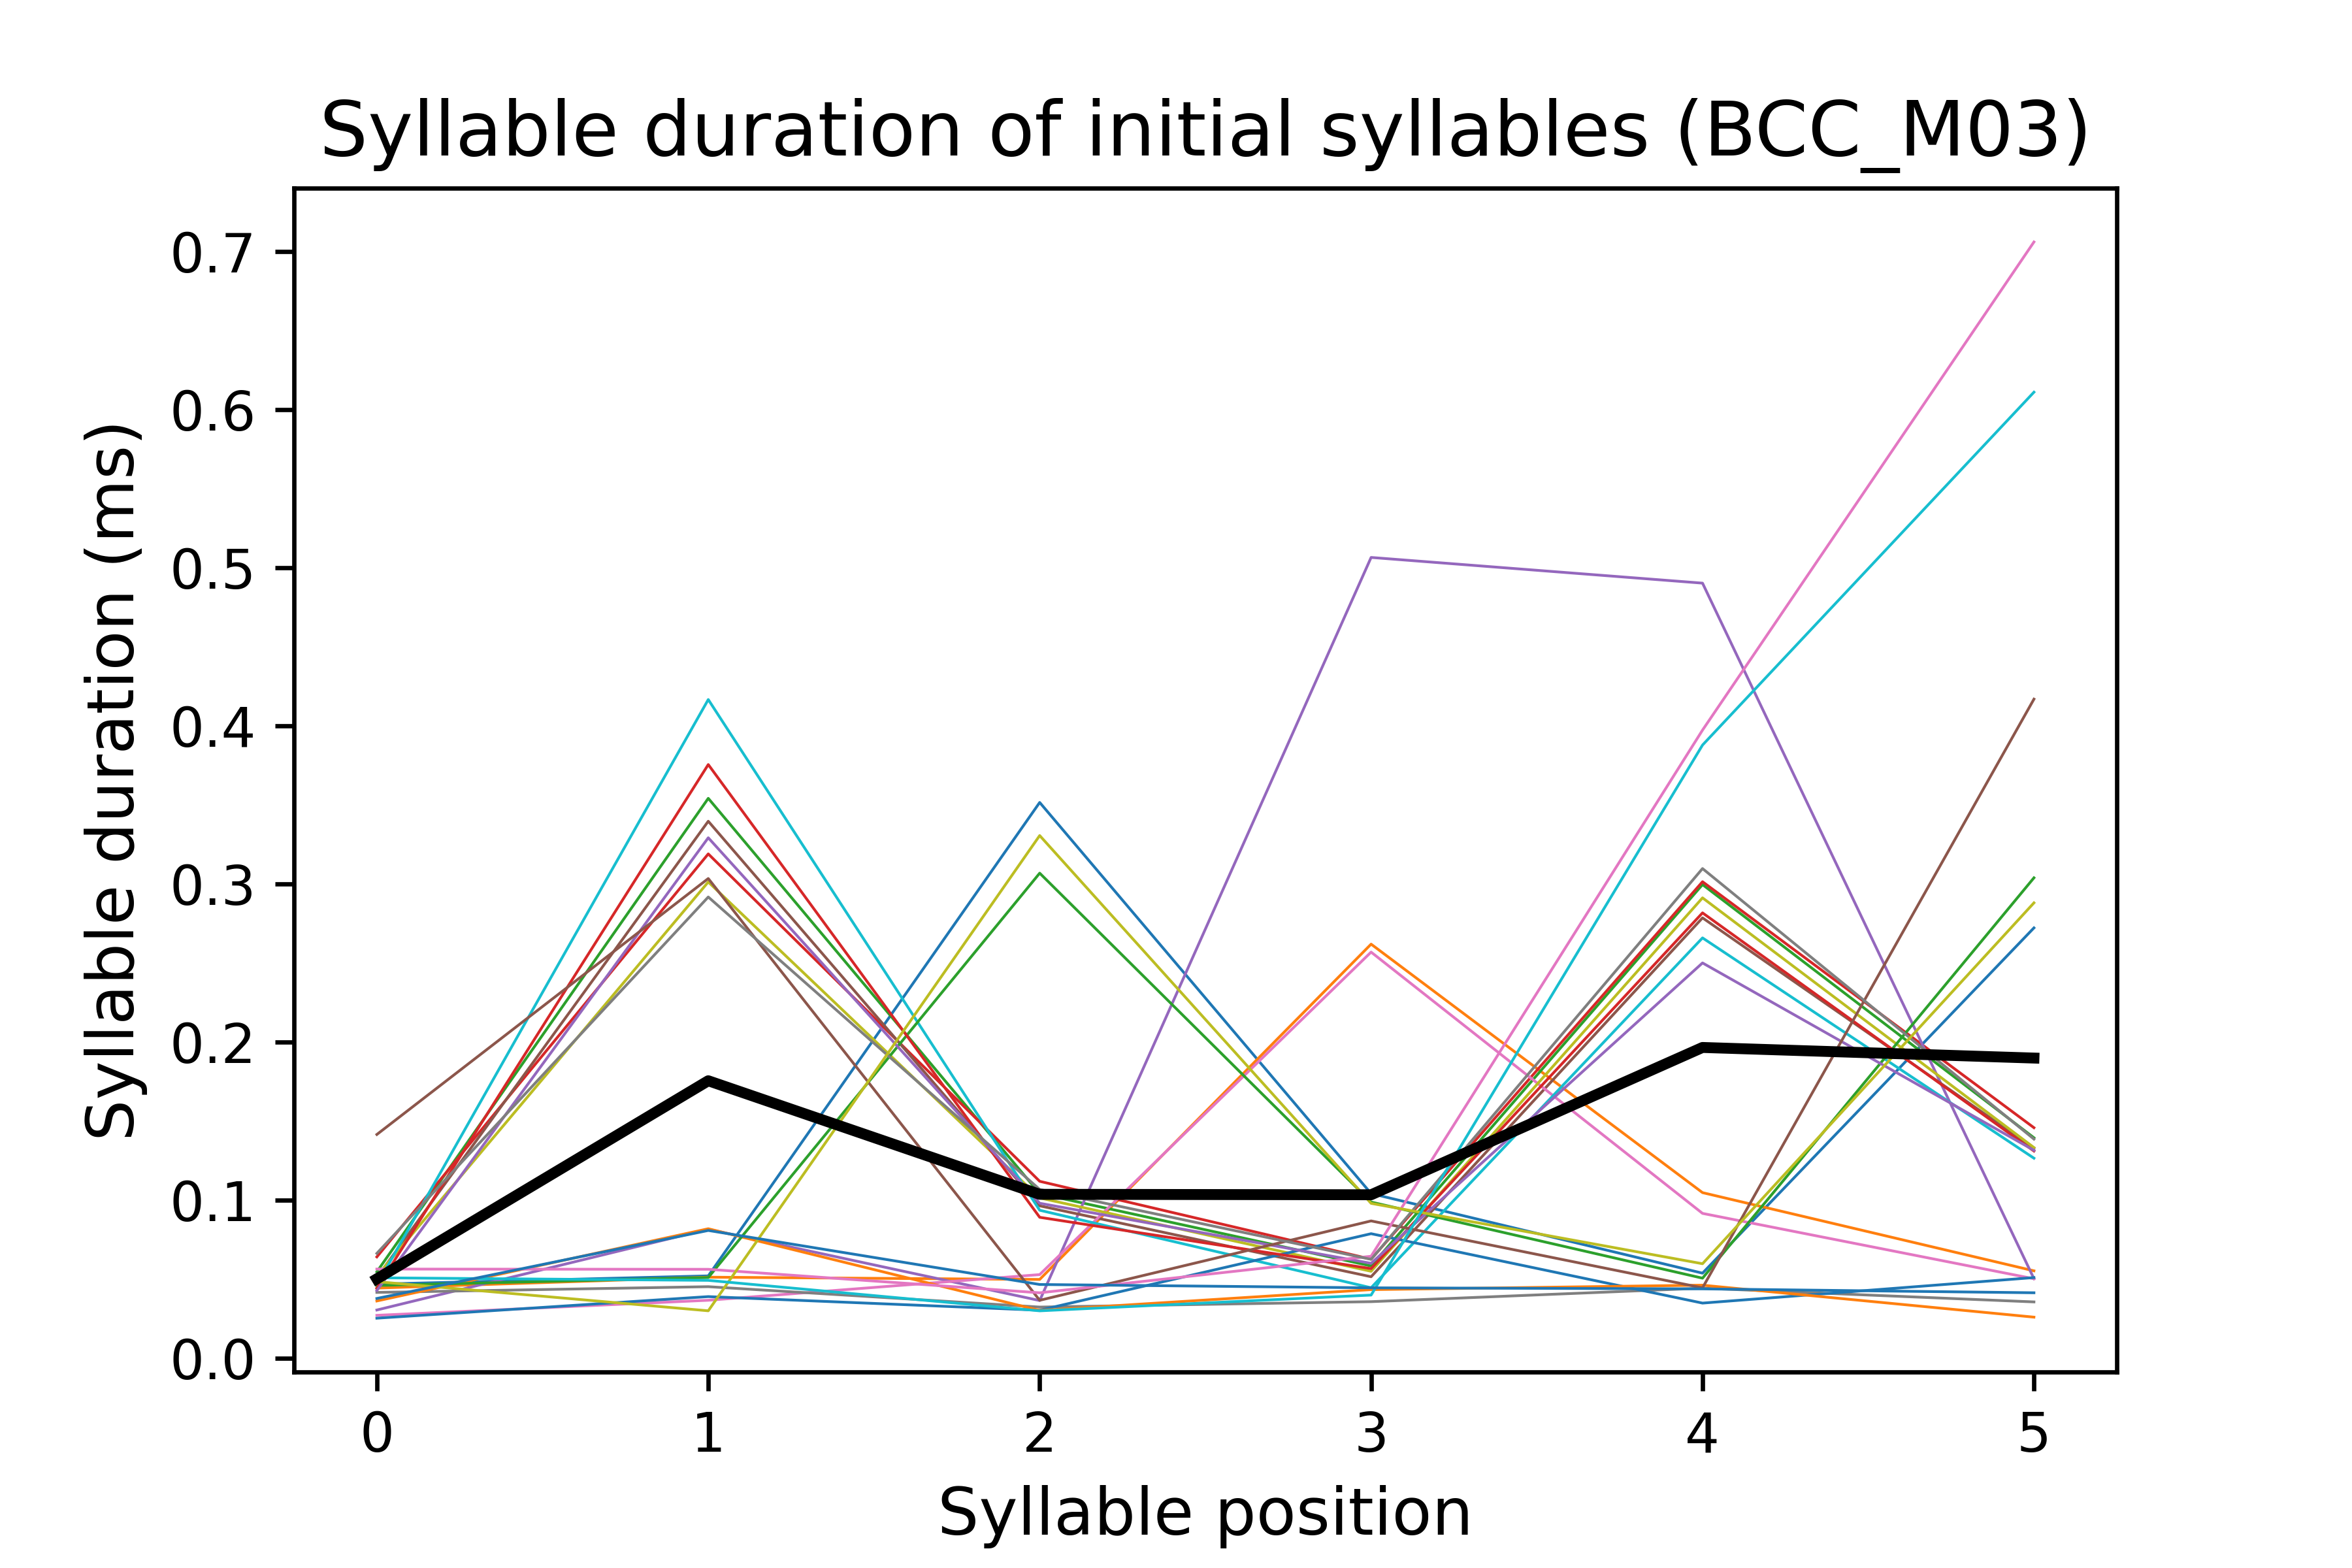 Syllable duration of initial syllables (BCC_M03)
Syllable duration (ms)
0.7
0.6
0.5
0.4
0.3
0.2
0.1
0.0
0 1 2 3 4 5
Syllable position